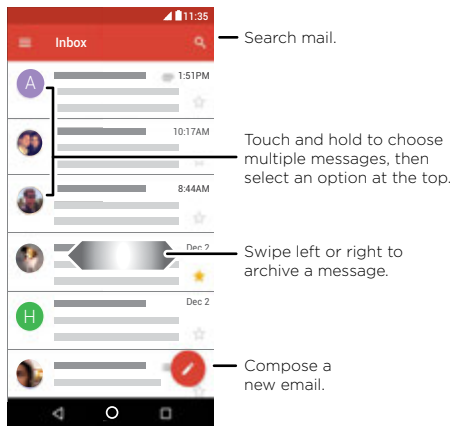 11:35
Inbox
Search mail.
A
1:51PM
10:17AM
Touch and hold to choose
multiple messages, then
select an option at the top.
8:44AM
Dec 2
Swipe left or right to
archive a message.
H
Dec 2
Compose a
new email.